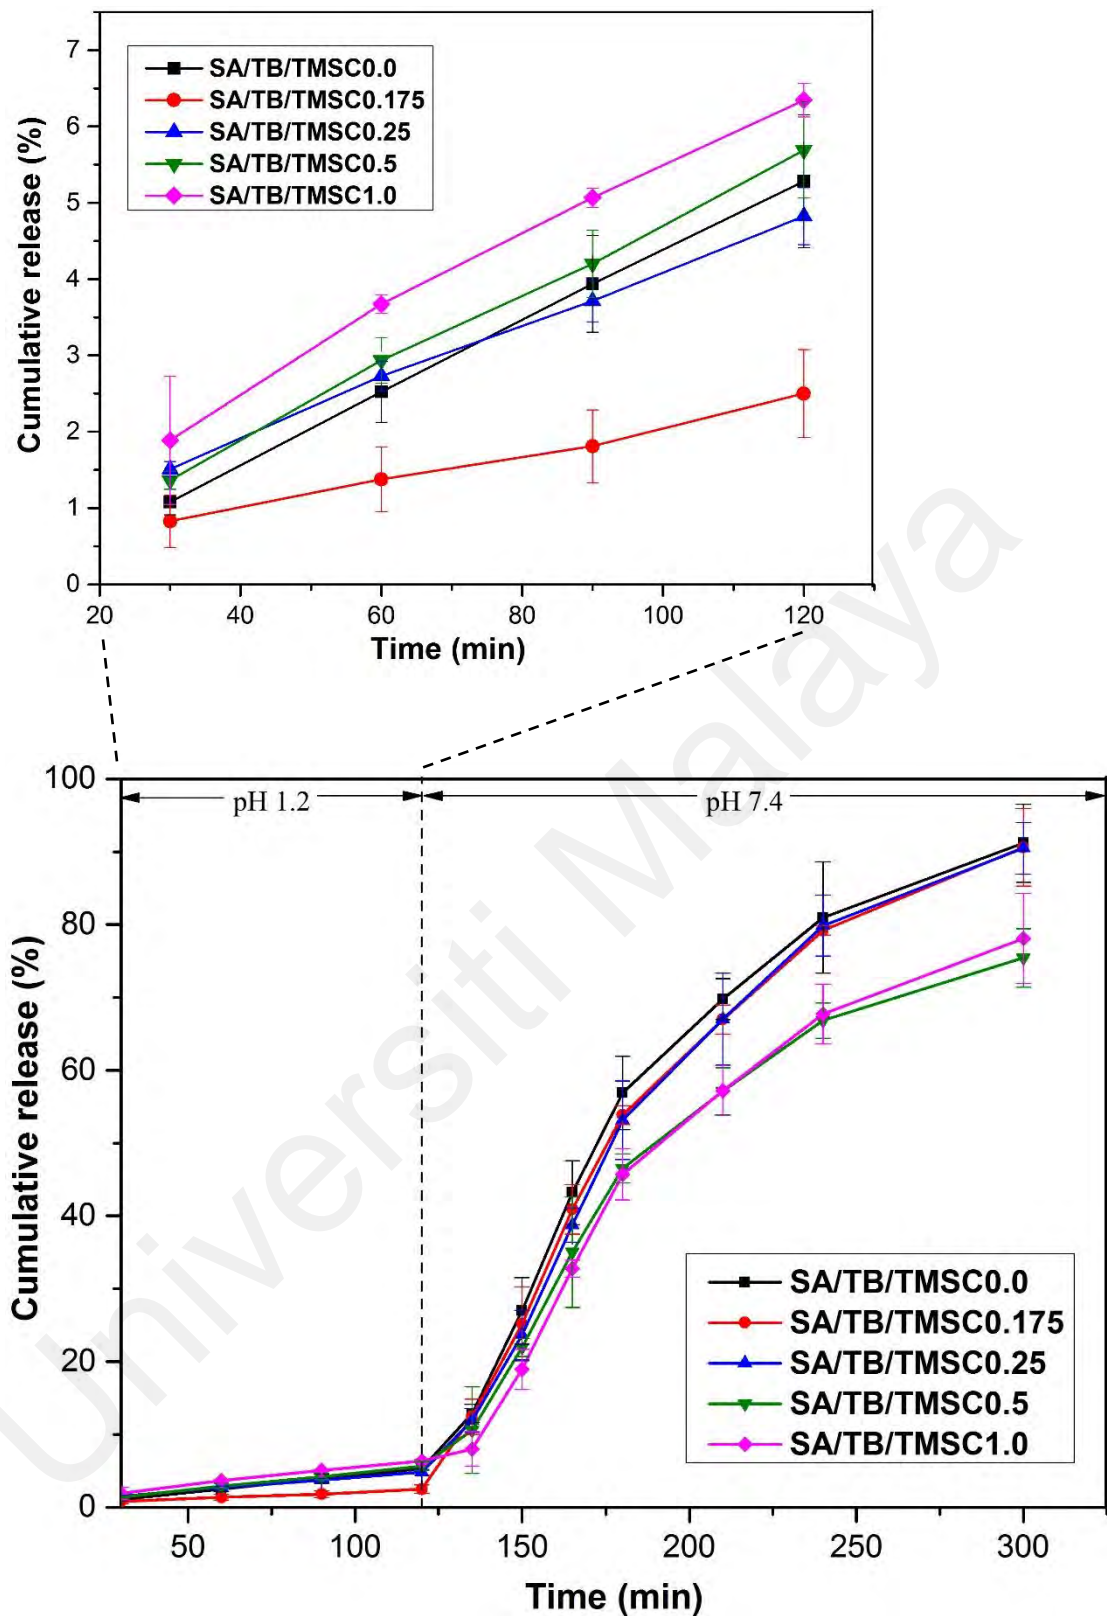 7
6
5
4
3
2
1
0
Cumulative release (%)
SA/TB/TMSC0.0
SA/TB/TMSC0.175
SA/TB/TMSC0.25
SA/TB/TMSC0.5
SA/TB/TMSC1.0
20 40 60 80 100 120
Time (min)
Universiti Malaya
100
80
60
40
20
0
Cumulative release (%)
pH 1.2 pH 7.4
SA/TB/TMSC0.0
SA/TB/TMSC0.175
SA/TB/TMSC0.25
SA/TB/TMSC0.5
SA/TB/TMSC1.0
50 100 150 200 250 300
Time (min)